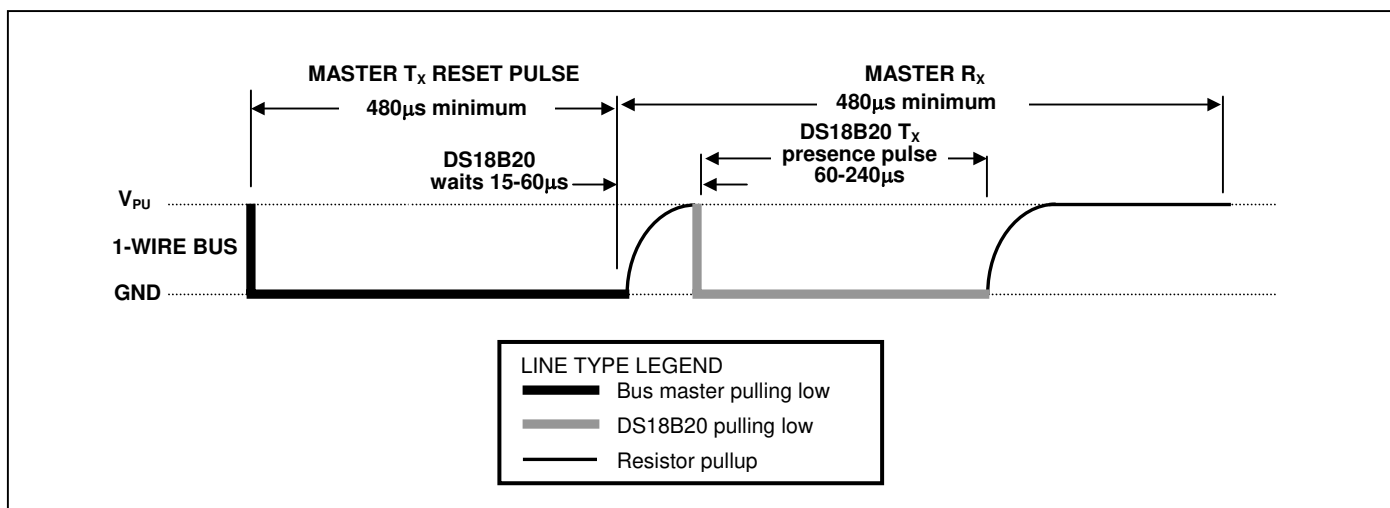 MASTER TX RESET PULSE
480µs minimum
MASTER RX
480µs minimum
DS18B20 TX
presence pulse
60-240µs
DS18B20
waits 15-60µs
VPU
1-WIRE BUS
GND
LINE TYPE LEGEND
Bus master pulling low
DS18B20 pulling low
Resistor pullup